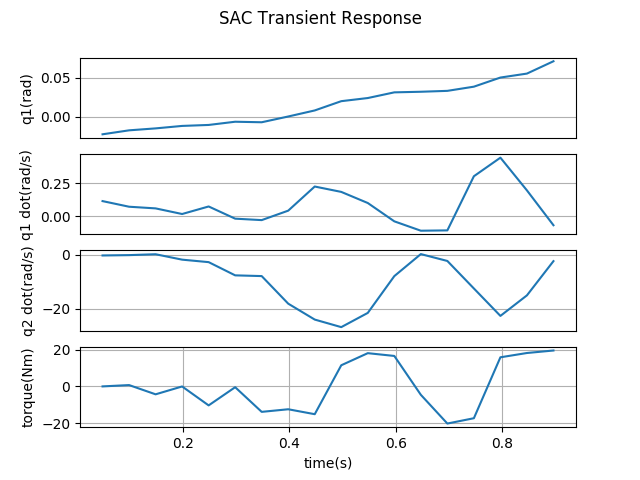 SAC Transient Response
q1(rad)
0.05
0.00
q1 dot(rad/s)
0.25
0.00
q2 dot(rad/s)
0
−20
torque(Nm)
20
0
−20
0.2 0.4 0.6 0.8
time(s)